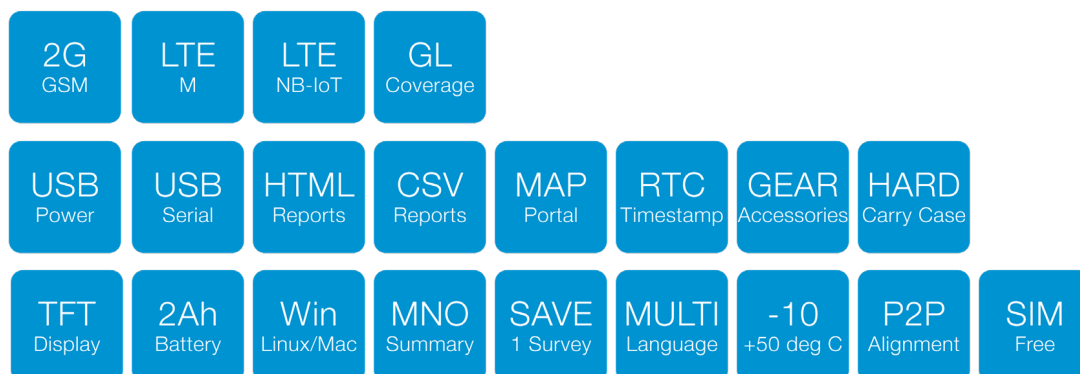 2G LTE LTE GL
GSM M NB-IoT Coverage
USB USB HTML CSV MAP RTC GEAR HARD
Power Serial Reports Reports Portal Timestamp Accessories Carry Case
TFT 2Ah Win MNO SAVE MULTI -10 P2P SIM
Display Battery Linux/Mac Summary 1 Survey Language +50 deg C Alignment Free